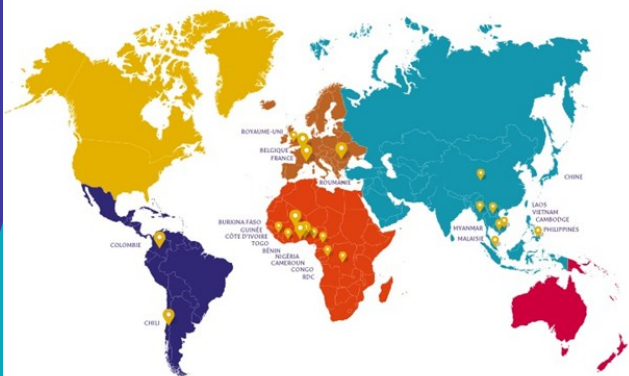 ROYAUME-UNI
BELGIQUE
FRANCE
ROUMANIE
CHINE
BURKINA FASO
GUINÉE
CÔTE D'IVOIRE
TOGO
BÉNIN
NIGÉRIA
CAMEROUN
CONGO
RDC
LAOS
VIETNAM
CAMBODGE
PHILIPPINES
MYANMAR
MALAISIE
COLOMBIE
CHILI